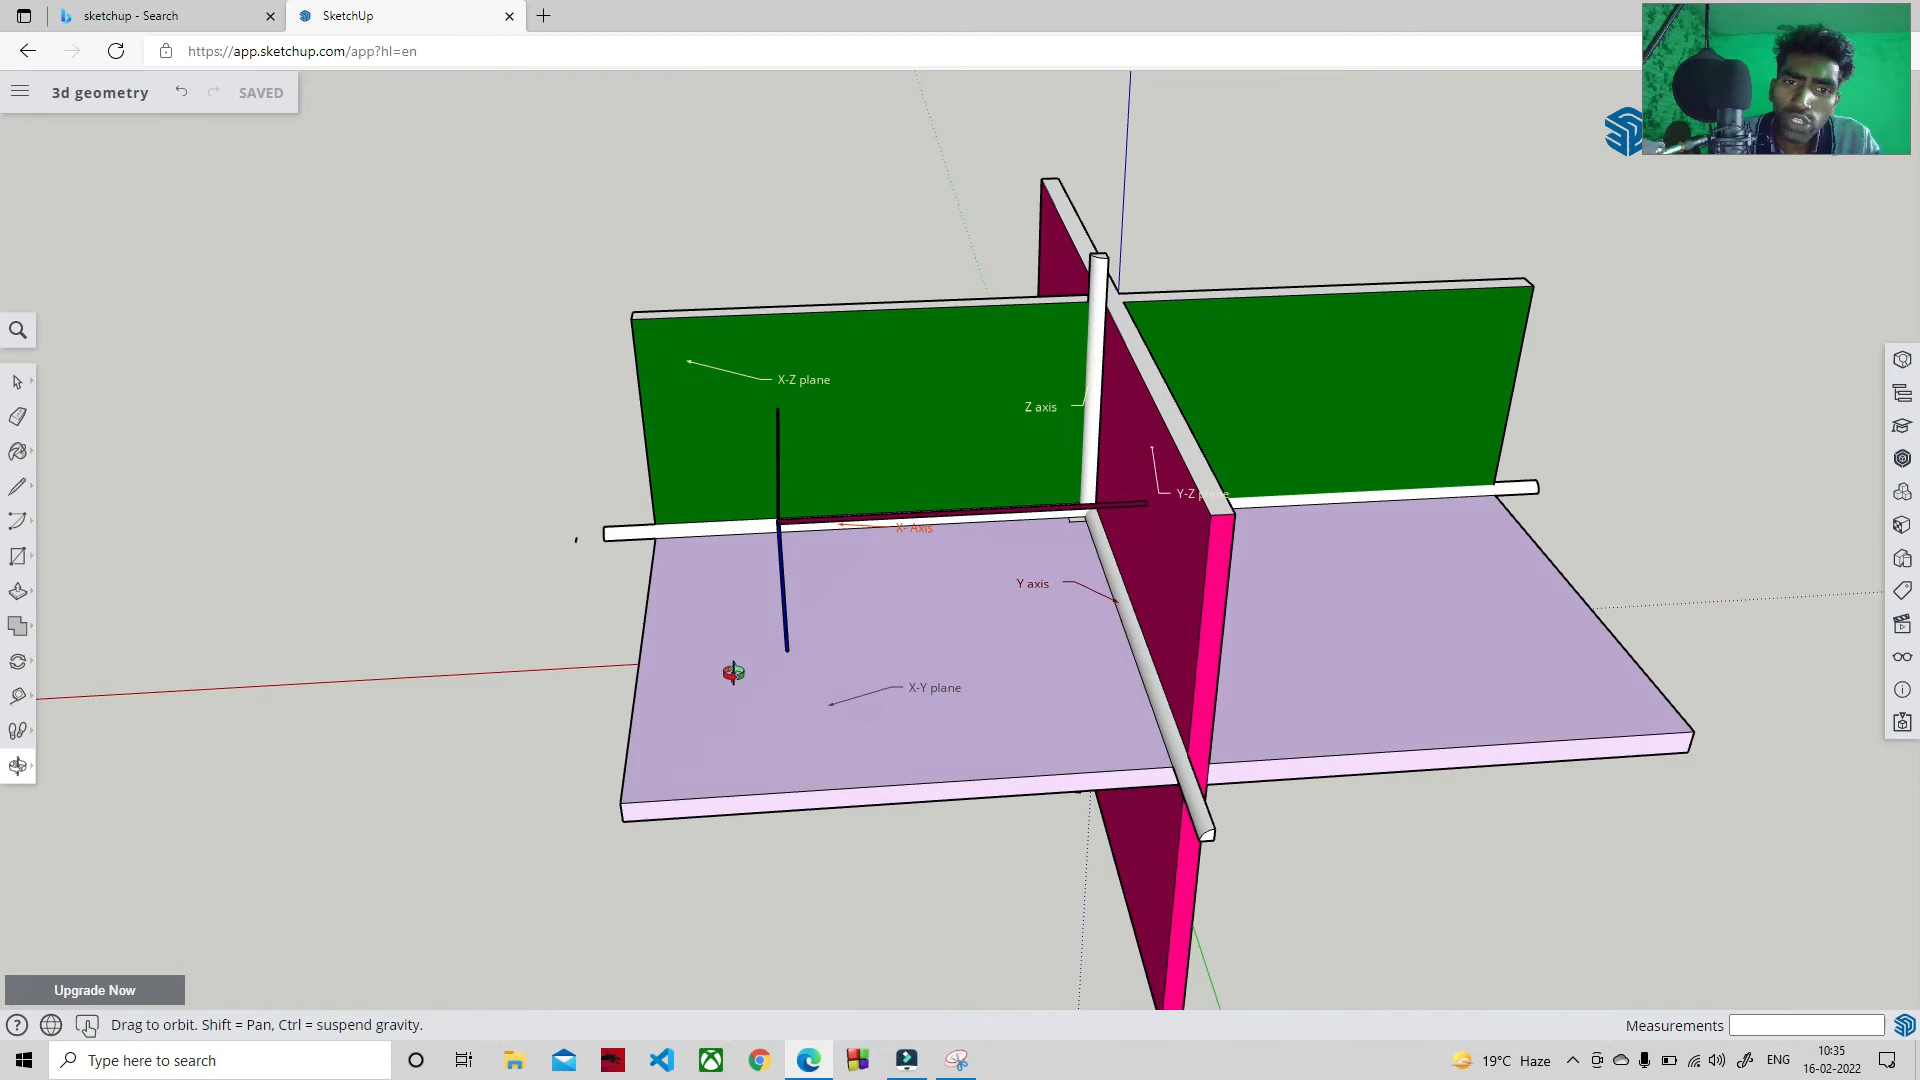 sketchup - Search
SketchUp
https://app.sketchup.com/app?hl=en
3d geometry
SAVED
X-Z plane
Z axis
Y-Z plane
X- Axis
Y axis
X-Y plane
Upgrade Now
Drag to orbit. Shift = Pan, Ctrl = suspend gravity.
Measurements
Type here to search
19°C Haze
ENG
10:35
16-02-2022